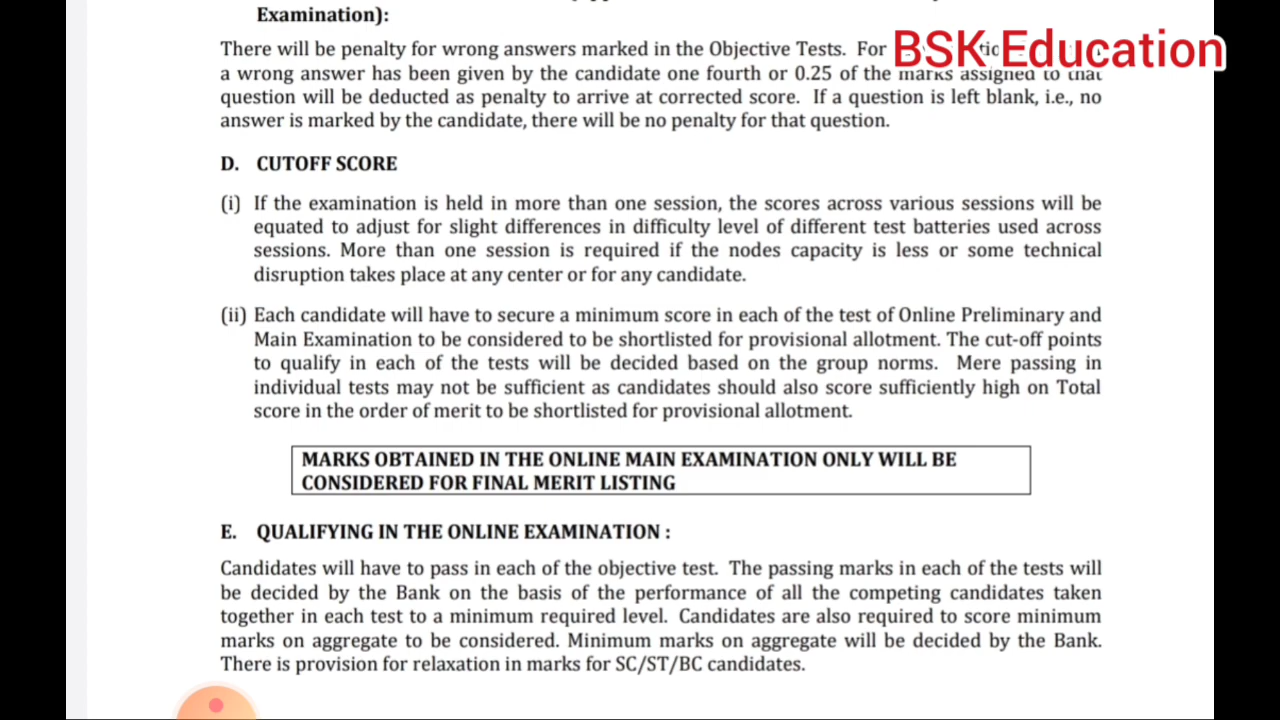 Examination):
BSK Education
There will be penalty for wrong answers marked in the Objective Tests. For
a wrong answer has been given by the candidate one fourth or 0.25 of the marks assigned to that
question will be deducted as penalty to arrive at corrected score. If a question is left blank, i.e., no
answer is marked by the candidate, there will be no penalty for that question.
D. CUTOFF SCORE
(i) If the examination is held in more than one session, the scores across various sessions will be
equated to adjust for slight differences in difficulty level of different test batteries used across
sessions. More than one session is required if the nodes capacity is less or some technical
disruption takes place at any center or for any candidate.
(ii) Each candidate will have to secure a minimum score in each of the test of Online Preliminary and
Main Examination to be considered to be shortlisted for provisional allotment. The cut-off points
to qualify in each of the tests will be decided based on the group norms. Mere passing in
individual tests may not be sufficient as candidates should also score sufficiently high on Total
score in the order of merit to be shortlisted for provisional allotment.
MARKS OBTAINED IN THE ONLINE MAIN EXAMINATION ONLY WILL BE
CONSIDERED FOR FINAL MERIT LISTING
E. QUALIFYING IN THE ONLINE EXAMINATION :
Candidates will have to pass in each of the objective test. The passing marks in each of the tests will
be decided by the Bank on the basis of the performance of all the competing candidates taken
together in each test to a minimum required level. Candidates are also required to score minimum
marks on aggregate to be considered. Minimum marks on aggregate will be decided by the Bank.
There is provision for relaxation in marks for SC/ST/BC candidates.